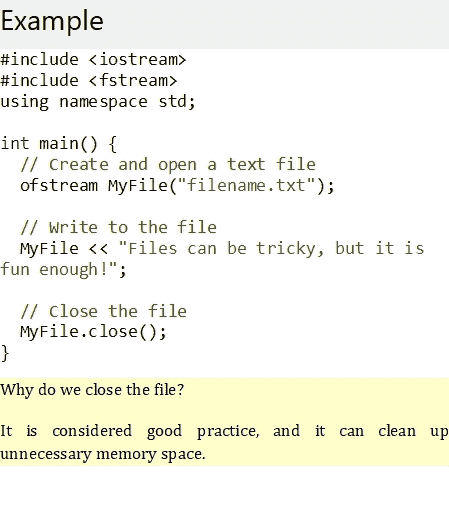 Example
#include <iostream>
#include <fstream>
using namespace std;
int main() {
// Create and open a text file
ofstream MyFile("filename.txt");
// Write to the file
MyFile << "Files can be tricky, but it is
fun enough!";
// Close the file
MyFile.close();
}
Why do we close the file?
It is considered good practice, and it can clean up
unnecessary memory space.